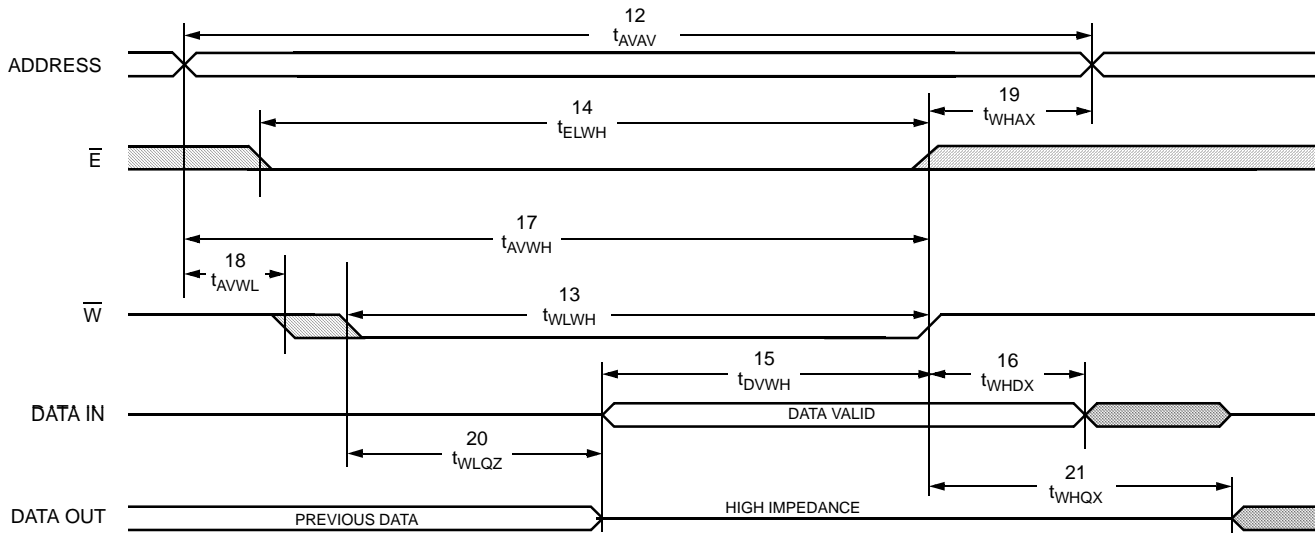 12
tAVAV
ADDRESS
14
tELWH
19
tWHAX
E
17
tAVWH
18
tAVWL
W
13
tWLWH
15
tDVWH
16
tWHDX
DATA IN
DATA VALID
20
tWLQZ
21
tWHQX
DATA OUT
PREVIOUS DATA
HIGH IMPEDANCE